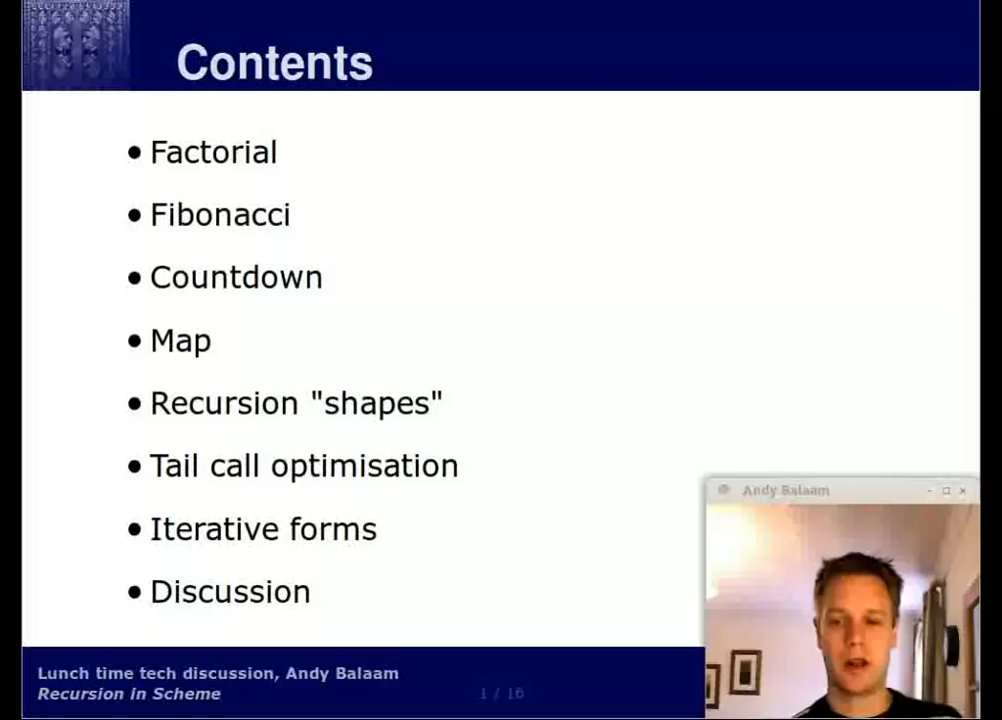 Contents
• Factorial
• Fibonacci
• Countdown
• Map
• Recursion "shapes"
• Tail call optimisation
• Iterative forms
• Discussion
Andy Balaam
Lunch time tech discussion, Andy Balaam
Recursion in Scheme
1 / 16